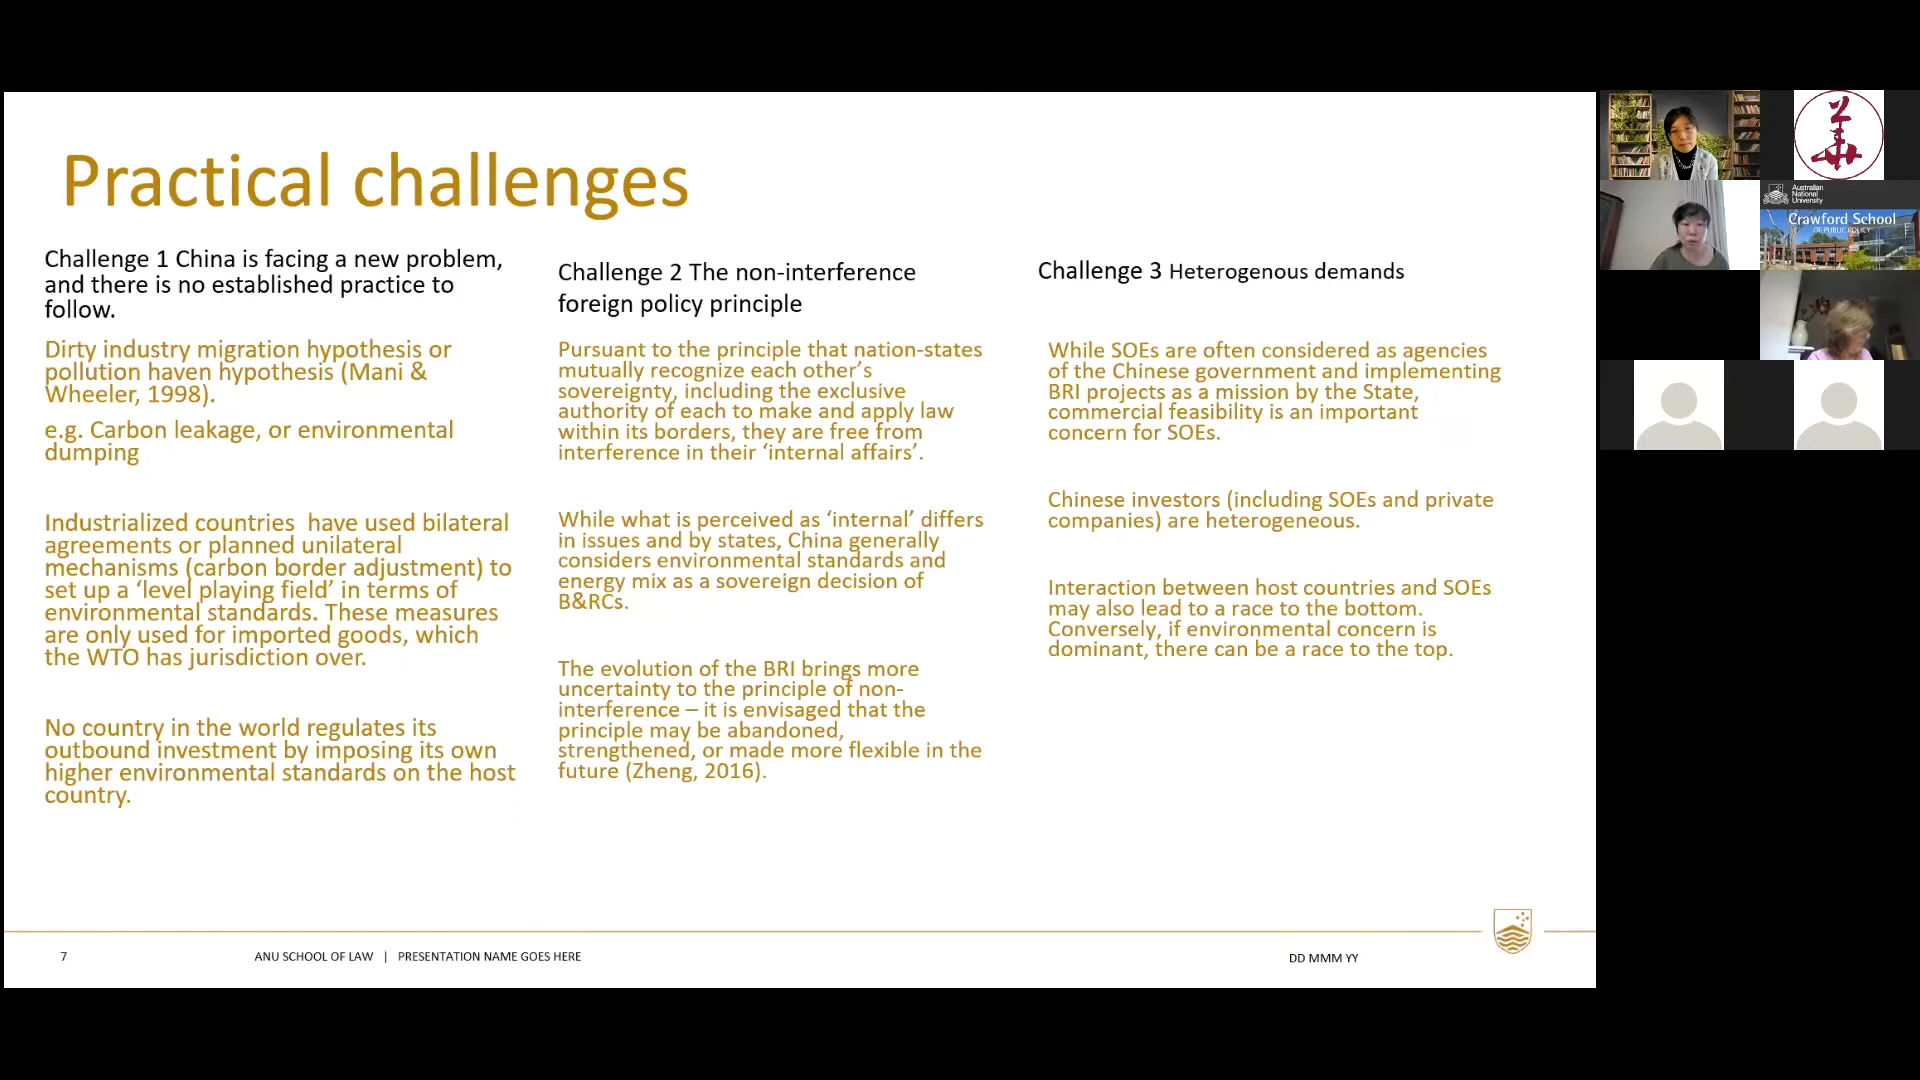 Practical challenges
Challenge 1 China is facing a new problem,
and there is no established practice to
follow.
Dirty industry migration hypothesis or
pollution haven hypothesis (Mani &
Wheeler, 1998).
e.g. Carbon leakage, or environmental
dumping
Industrialized countries  have used bilateral
agreements or planned unilateral
mechanisms (carbon border adjustment) to
set up a ‘level playing field’ in terms of
environmental standards. These measures
are only used for imported goods, which
the WTO has jurisdiction over.
No country in the world regulates its
outbound investment by imposing its own
higher environmental standards on the host
country.
Challenge 2 The non-interference
foreign policy principle
Pursuant to the principle that nation-states
mutually recognize each other’s
sovereignty, including the exclusive
authority of each to make and apply law
within its borders, they are free from
interference in their ‘internal affairs’.
While what is perceived as ‘internal’ differs
in issues and by states, China generally
considers environmental standards and
energy mix as a sovereign decision of
B&RCs.
The evolution of the BRI brings more
uncertainty to the principle of non-
interference – it is envisaged that the
principle may be abandoned,
strengthened, or made more flexible in the
future (Zheng, 2016).
Challenge 3 Heterogenous demands
While SOEs are often considered as agencies
of the Chinese government and implementing
BRI projects as a mission by the State,
commercial feasibility is an important
concern for SOEs.
Chinese investors (including SOEs and private
companies) are heterogeneous.
Interaction between host countries and SOEs
may also lead to a race to the bottom.
Conversely, if environmental concern is
dominant, there can be a race to the top.
7
ANU SCHOOL OF LAW | PRESENTATION NAME GOES HERE
DD MMM YY
华
Australian
National
University
Crawford School
OF PUBLIC POLICY